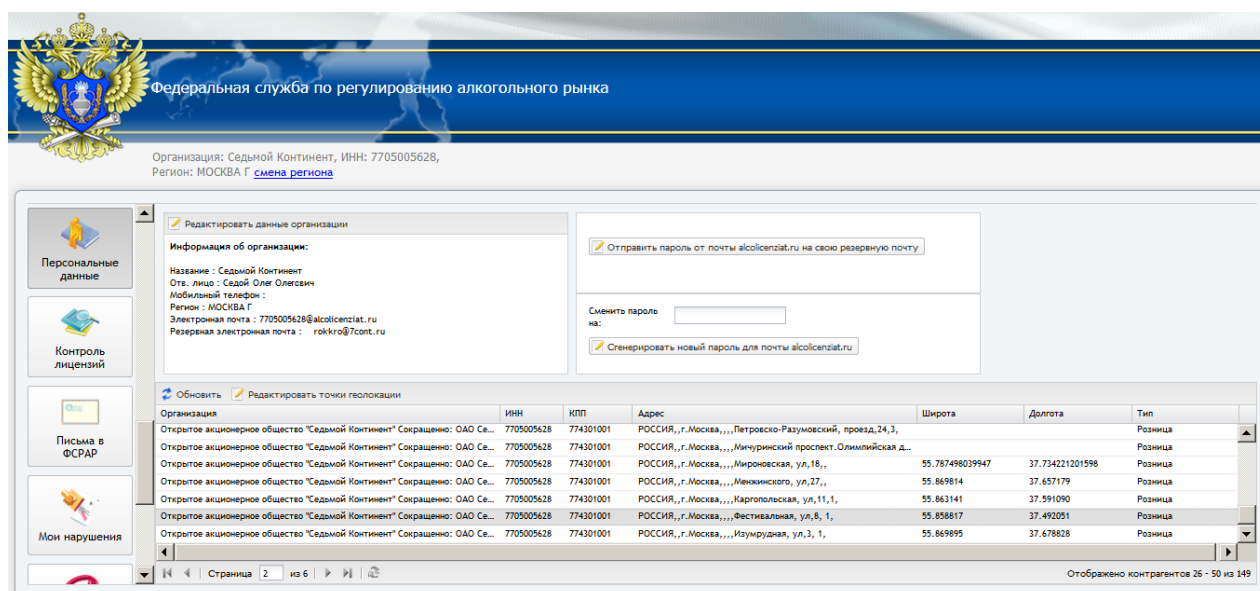 Федеральная служба по регулированию алкогольного рынка
Организация: Седьмой Континент, ИНН: 7705005628,
Регион: МОСКВА Г смена региона
Персональные
данные
Контроль
лицензий
Письма в
ФСРАР
Мои нарушения
Редактировать данные организации
Информация об организации:
Название : Седьмой Континент
Отв. лицо : Седой Олег Олегович
Мобильный телефон :
Регион : МОСКВА Г
Электронная почта : 7705005628@alcolicenziat.ru
Резервная электронная почта : rokkro@7cont.ru
Отправить пароль от почты alcolicenziat.ru на свою резервную почту
Сменить пароль
на:
Сгенерировать новый пароль для почты alcolicenziat.ru
Обновить Редактировать точки геолокации
Организация ИНН КПП Адрес Широта Долгота Тип
Открытое акционерное общество "Седьмой Континент" Сокращенно: ОАО Се... 7705005628 774301001 РОССИЯ,,г.Москва,,,,Петровско-Разумовский, проезд,24,3, Розница
Открытое акционерное общество "Седьмой Континент" Сокращенно: ОАО Се... 7705005628 774301001 РОССИЯ,,г.Москва,,,,Мичуринский проспект.Олимпийская д... Розница
Открытое акционерное общество "Седьмой Континент" Сокращенно: ОАО Се... 7705005628 774301001 РОССИЯ,,г.Москва,,,,Мироновская, ул,18,, 55.787498039947 37.734221201598 Розница
Открытое акционерное общество "Седьмой Континент" Сокращенно: ОАО Се... 7705005628 774301001 РОССИЯ,,г.Москва,,,,Менжинского, ул,27,, 55.869814 37.657179 Розница
Открытое акционерное общество "Седьмой Континент" Сокращенно: ОАО Се... 7705005628 774301001 РОССИЯ,,г.Москва,,,,Каргопольская, ул,11,1, 55.863141 37.591090 Розница
Открытое акционерное общество "Седьмой Континент" Сокращенно: ОАО Се... 7705005628 774301001 РОССИЯ,,г.Москва,,,,Фестивальная, ул,8, 1, 55.858817 37.492051 Розница
Открытое акционерное общество "Седьмой Континент" Сокращенно: ОАО Се... 7705005628 774301001 РОССИЯ,,г.Москва,,,,Изумрудная, ул,3, 1, 55.869895 37.678828 Розница
Страница 2 из 6 Отображено контрагентов 26 - 50 из 149